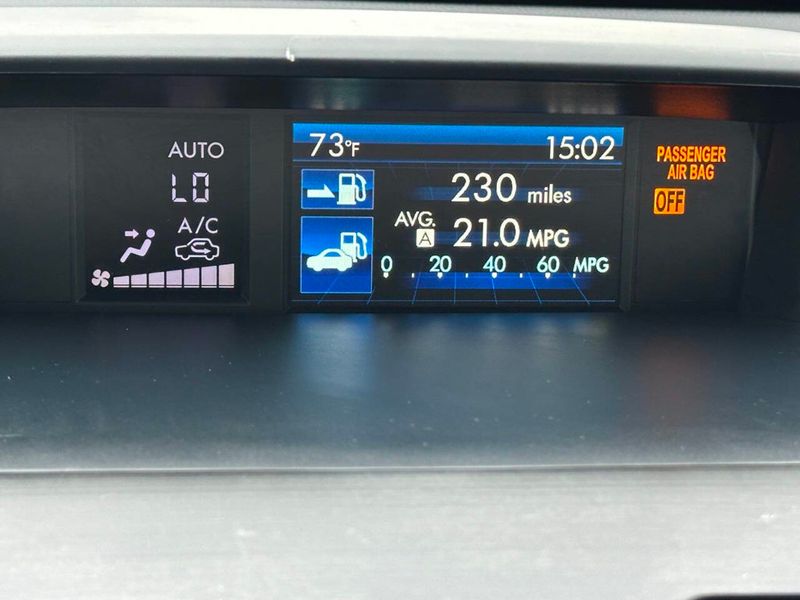 AUTO
LO
A/C
73°F 15:02
230 miles
AVG.
A 21.0 MPG
0 20 40 60 MPG
PASSENGER
AIR BAG
OFF